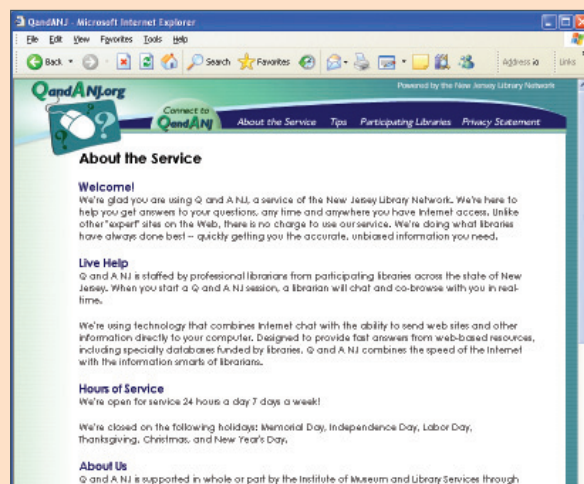 QandANJ - Microsoft Internet Explorer
File Edit View Favorites Tools Help
Back Search Favorites Address Links
QandANJ.org
Powered by the New Jersey Library Network
Connect to
QandANJ About the Service Tips Participating Libraries Privacy Statement
About the Service
Welcome!
We're glad you are using Q and A NJ, a service of the New Jersey Library Network. We're here to
help you get answers to your questions, any time and anywhere you have Internet access. Unlike
other "expert" sites on the Web, there is no charge to use our service. We're doing what libraries
have always done best – quickly getting you the accurate, unbiased information you need.
Live Help
Q and A NJ is staffed by professional librarians from participating libraries across the state of New
Jersey. When you start a Q and A NJ session, a librarian will chat and co-browse with you in real-
time.
We're using technology that combines Internet chat with the ability to send web sites and other
information directly to your computer. Designed to provide fast answers from web-based resources,
including specialty databases funded by libraries. Q and A NJ combines the speed of the Internet
with the information smarts of librarians.
Hours of Service
We're open for service 24 hours a day 7 days a week!
We're closed on the following holidays: Memorial Day, Independence Day, Labor Day,
Thanksgiving, Christmas, and New Year's Day.
About Us
Q and A NJ is supported in whole or part by the Institute of Museum and Library Services through